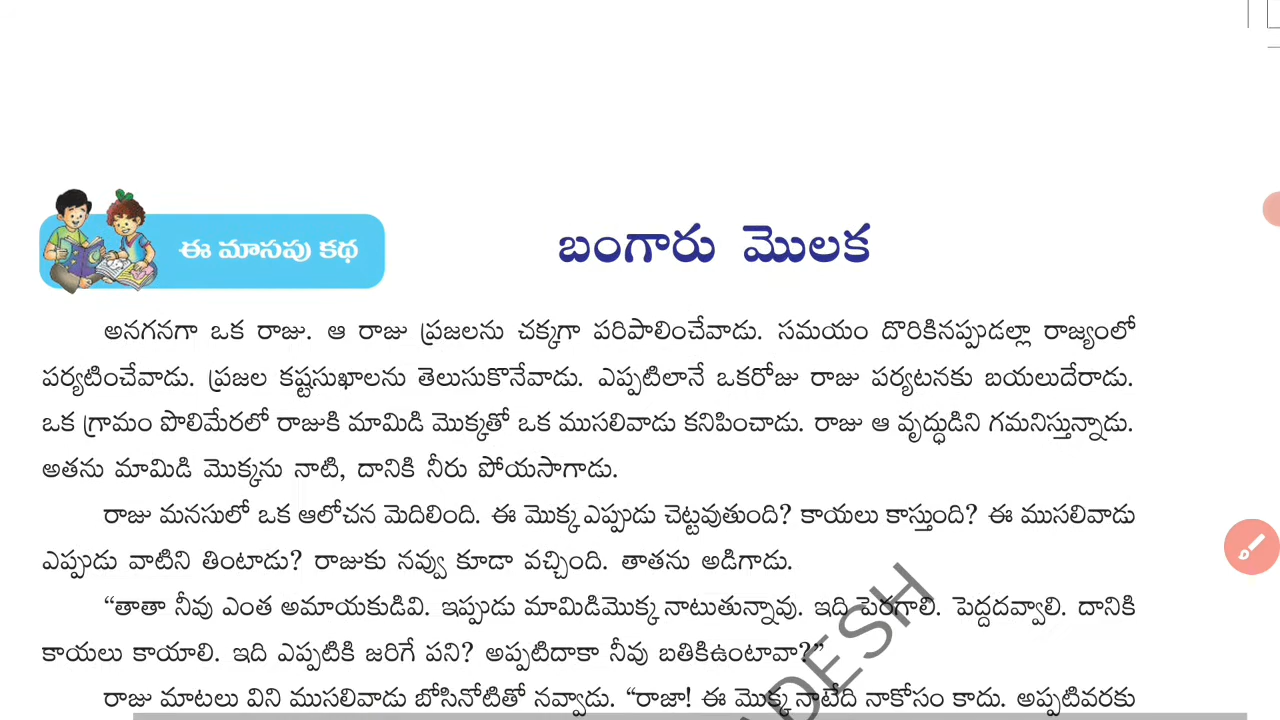 ఈ మాసపు కథ
బంగారు మొలక
అనగనగా ఒక రాజు. ఆ రాజు ప్రజలను చక్కగా పరిపాలించేవాడు. సమయం దొరికినప్పుడల్లా రాజ్యంలో
పర్యటించేవాడు. ప్రజల కష్టసుఖాలను తెలుసుకొనేవాడు. ఎప్పటిలానే ఒకరోజు రాజు పర్యటనకు బయలుదేరాడు.
ఒక గ్రామం పొలిమేరలో రాజుకి మామిడి మొక్కతో ఒక ముసలివాడు కనిపించాడు. రాజు ఆ వృద్ధుడిని గమనిస్తున్నాడు.
అతను మామిడి మొక్కను నాటి, దానికి నీరు పోయసాగాడు.
రాజు మనసులో ఒక ఆలోచన మెదిలింది. ఈ మొక్క ఎప్పుడు చెట్టవుతుంది? కాయలు కాస్తుంది? ఈ ముసలివాడు
ఎప్పుడు వాటిని తింటాడు? రాజుకు నవ్వు కూడా వచ్చింది. తాతను అడిగాడు.
“తాతా నీవు ఎంత అమాయకుడివి. ఇప్పుడు మామిడిమొక్క నాటుతున్నావు. ఇది పెరగాలి. పెద్దదవ్వాలి. దానికి
కాయలు కాయాలి. ఇది ఎప్పటికి జరిగే పని? అప్పటిదాకా నీవు బతికిఉంటావా?”
రాజు మాటలు విని ముసలివాడు బోసినోటితో నవ్వాడు. “రాజా! ఈ మొక్క నాటేది నాకోసం కాదు. అప్పటివరకు
DESH